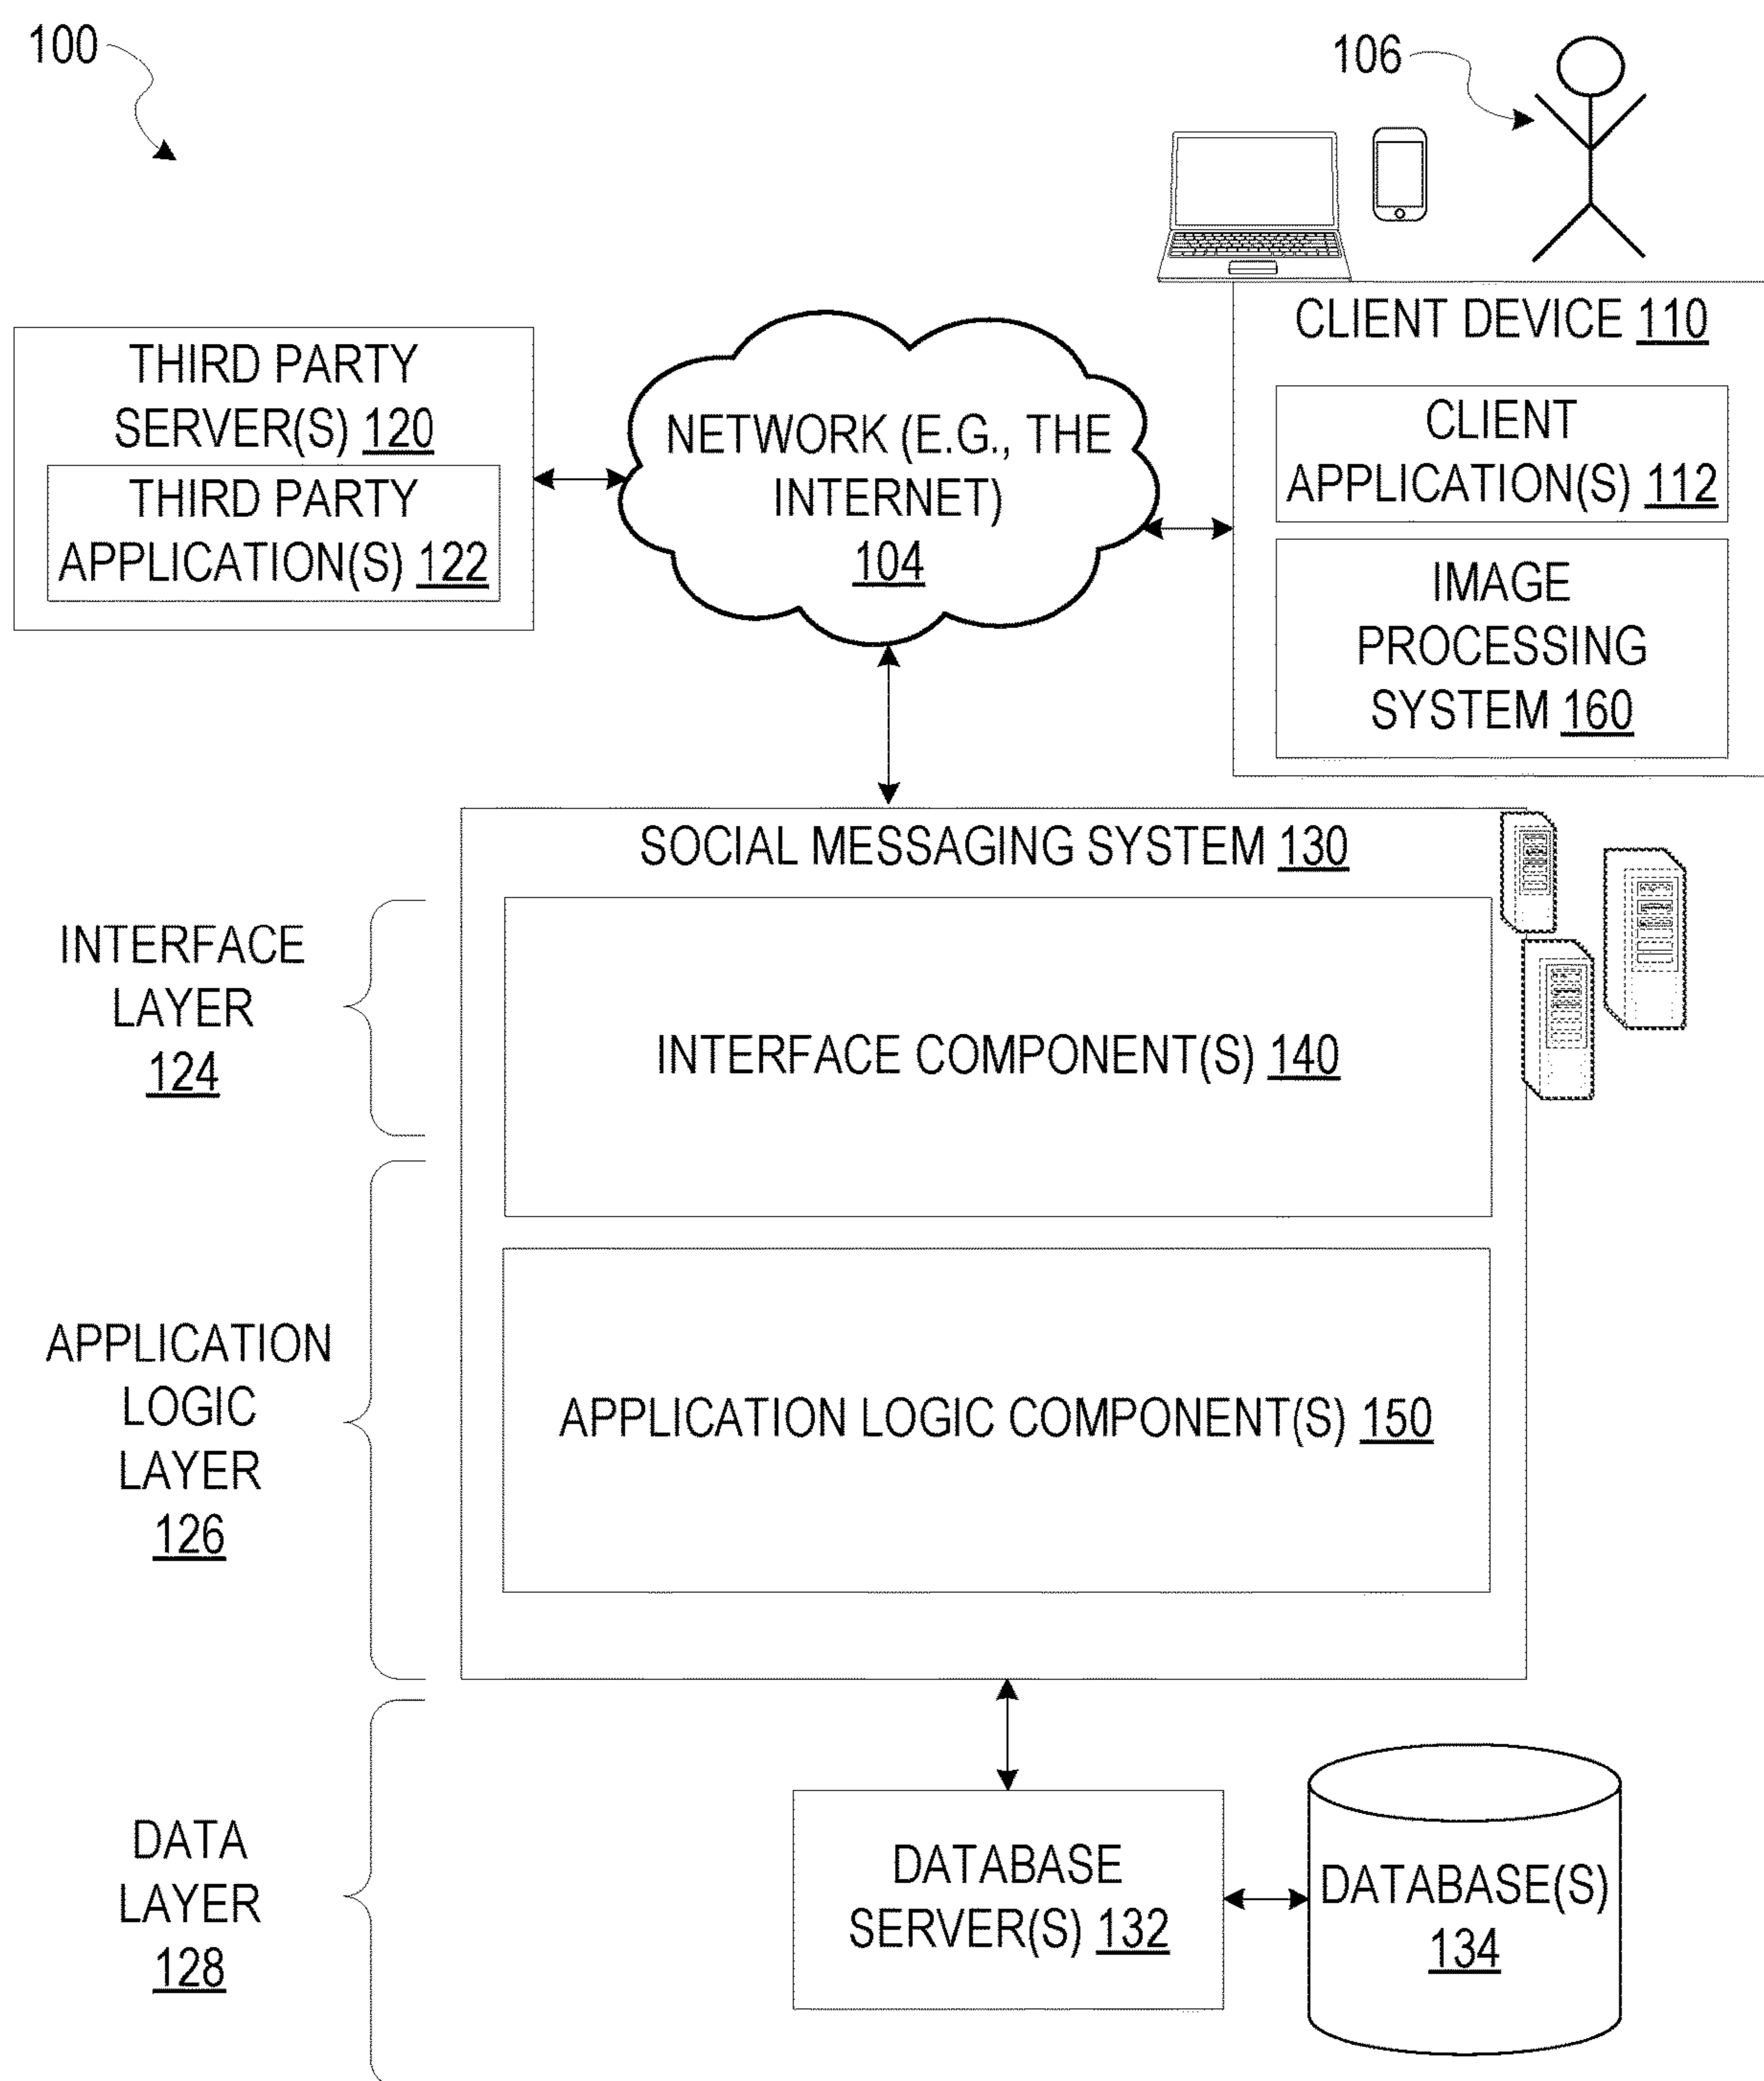 100
106
CLIENT DEVICE 110
CLIENT
APPLICATION(S) 112
IMAGE
PROCESSING
SYSTEM 160
THIRD PARTY
SERVER(S) 120
THIRD PARTY
APPLICATION(S) 122
NETWORK (E.G., THE
INTERNET)
104
SOCIAL MESSAGING SYSTEM 130
INTERFACE
LAYER
124
INTERFACE COMPONENT(S) 140
APPLICATION
LOGIC
LAYER
126
APPLICATION LOGIC COMPONENT(S) 150
DATA
LAYER
128
DATABASE
SERVER(S) 132
DATABASE(S)
134